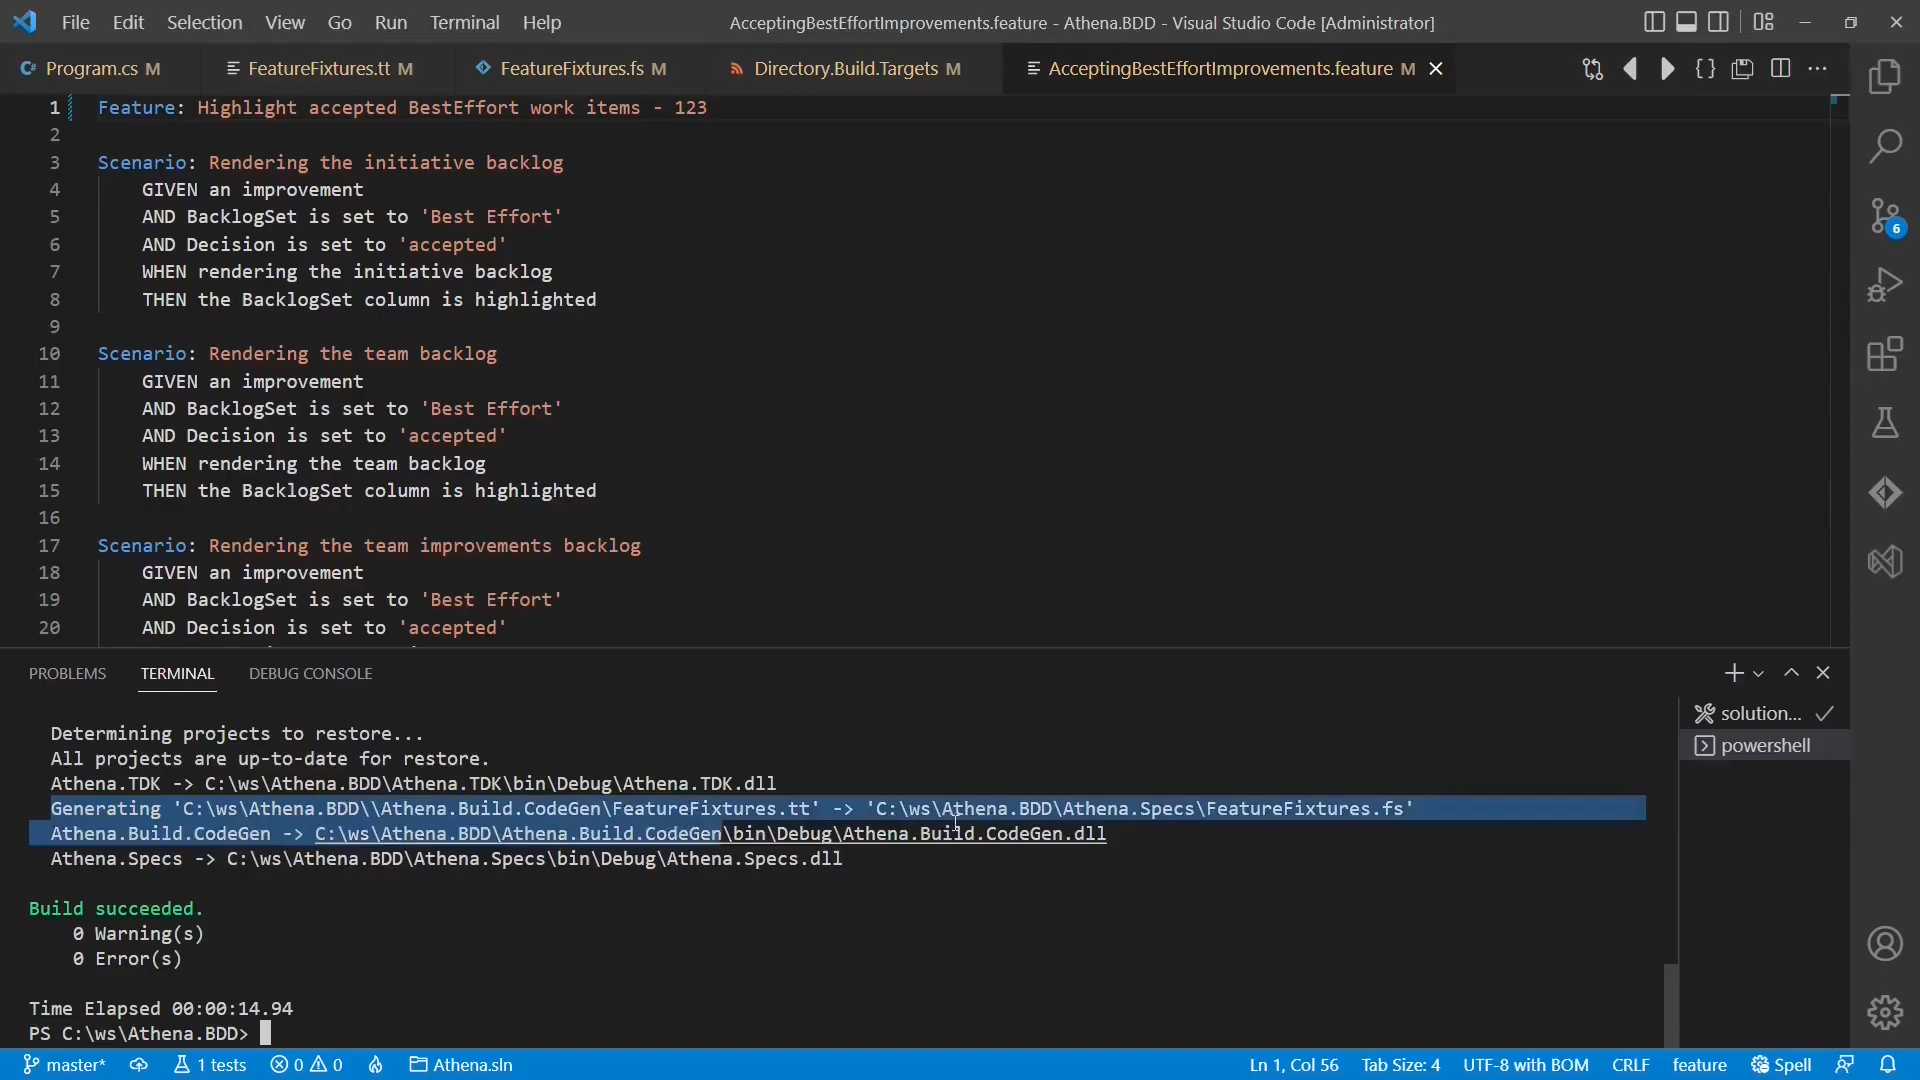 File Edit Selection View Go Run Terminal Help AcceptingBestEffortImprovements.feature - Athena.BDD - Visual Studio Code [Administrator]
C# Program.cs M FeatureFixtures.tt M FeatureFixtures.fs M Directory.Build.Targets M AcceptingBestEffortImprovements.feature M
1 Feature: Highlight accepted BestEffort work items - 123
2
3 Scenario: Rendering the initiative backlog
4 GIVEN an improvement
5 AND BacklogSet is set to 'Best Effort'
6 AND Decision is set to 'accepted'
7 WHEN rendering the initiative backlog
8 THEN the BacklogSet column is highlighted
9
10 Scenario: Rendering the team backlog
11 GIVEN an improvement
12 AND BacklogSet is set to 'Best Effort'
13 AND Decision is set to 'accepted'
14 WHEN rendering the team backlog
15 THEN the BacklogSet column is highlighted
16
17 Scenario: Rendering the team improvements backlog
18 GIVEN an improvement
19 AND BacklogSet is set to 'Best Effort'
20 AND Decision is set to 'accepted'
6
PROBLEMS TERMINAL DEBUG CONSOLE
solution...
powershell
Determining projects to restore...
All projects are up-to-date for restore.
Athena.TDK -> C:\ws\Athena.BDD\Athena.TDK\bin\Debug\Athena.TDK.dll
Generating 'C:\ws\Athena.BDD\\Athena.Build.CodeGen\FeatureFixtures.tt' -> 'C:\ws\Athena.BDD\Athena.Specs\FeatureFixtures.fs'
Athena.Build.CodeGen -> C:\ws\Athena.BDD\Athena.Build.CodeGen\bin\Debug\Athena.Build.CodeGen.dll
Athena.Specs -> C:\ws\Athena.BDD\Athena.Specs\bin\Debug\Athena.Specs.dll
Build succeeded.
0 Warning(s)
0 Error(s)
Time Elapsed 00:00:14.94
PS C:\ws\Athena.BDD>
master* 1 tests 0 0 Athena.sln Ln 1, Col 56 Tab Size: 4 UTF-8 with BOM CRLF feature Spell